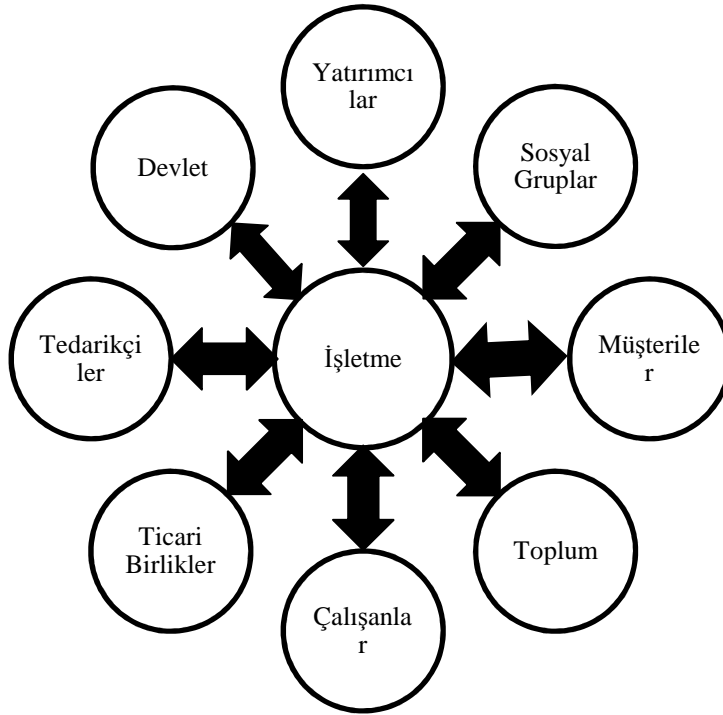 Yatırımcı
lar
Devlet
Sosyal
Gruplar
Tedarikçi
ler
İşletme
Müşterile
r
Ticari
Birlikler
Toplum
Çalışanla
r